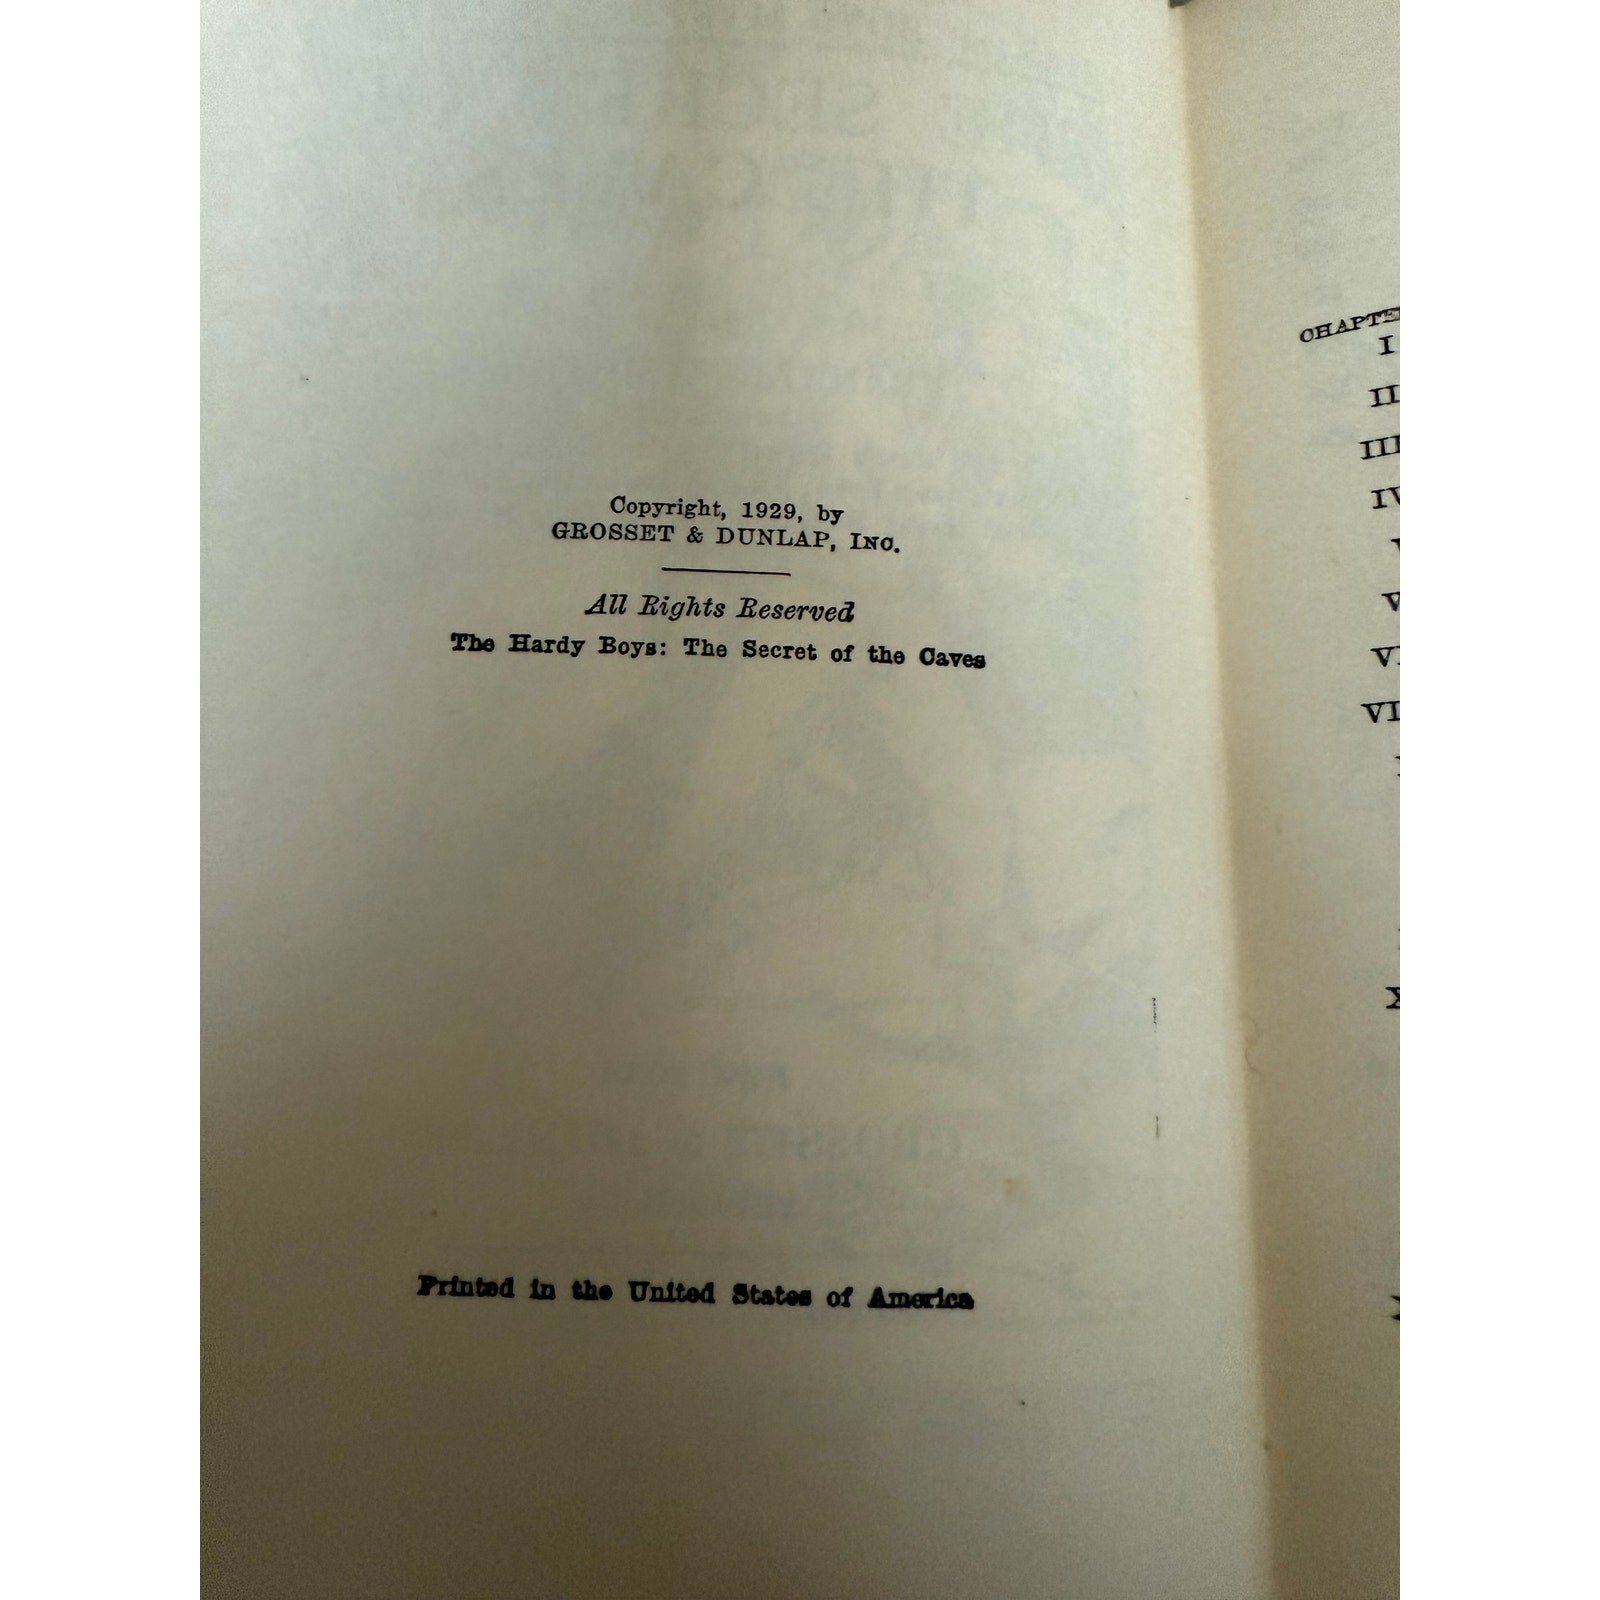 Copyright, 1929, by
GROSSET & DUNLAP, INC.
All Rights Reserved
The Hardy Boys: The Secret of the Caves
Printed in the United States of America
I
II